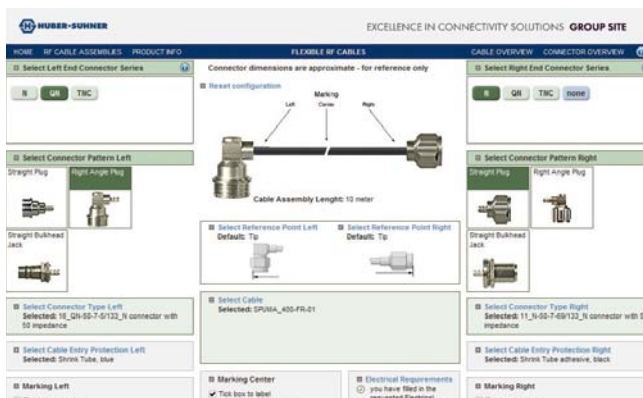 HUBER+SUHNER
EXCELLENCE IN CONNECTIVITY SOLUTIONS GROUP SITE
HOME RF CABLE ASSEMBLIES PRODUCT INFO
FLEXIBLE RF CABLES
CABLE OVERVIEW CONNECTOR OVERVIEW
Select Left End Connector Series
N QN TNC
Select Connector Pattern Left
Straight Plug
Right Angle Plug
Straight Bulkhead
Jack
Select Connector Type Left
Selected: 16_QN-50-7-5/133_N connector with
50 impedance
Select Cable Entry Protection Left
Selected: Shrink Tube, blue
Marking Left
Connector dimensions are approximate - for reference only
Reset configuration
Marking
Left Center Right
Cable Assembly Lenght: 10 meter
Select Reference Point Left
Default: Tip
Select Reference Point Right
Default: Tip
Select Cable
Selected: SPUMA_400-FR-01
Marking Center
Tick box to label
Electrical Requirements
you have filled in the
requested Electrical
Select Right End Connector Series
N QN TNC none
Select Connector Pattern Right
Straight Plug
Right Angle Plug
Straight Bulkhead
Jack
Select Connector Type Right
Selected: 11_N-50-7-69/133_N connector with
impedance
Select Cable Entry Protection Right
Selected: Shrink Tube adhesive, black
Marking Right